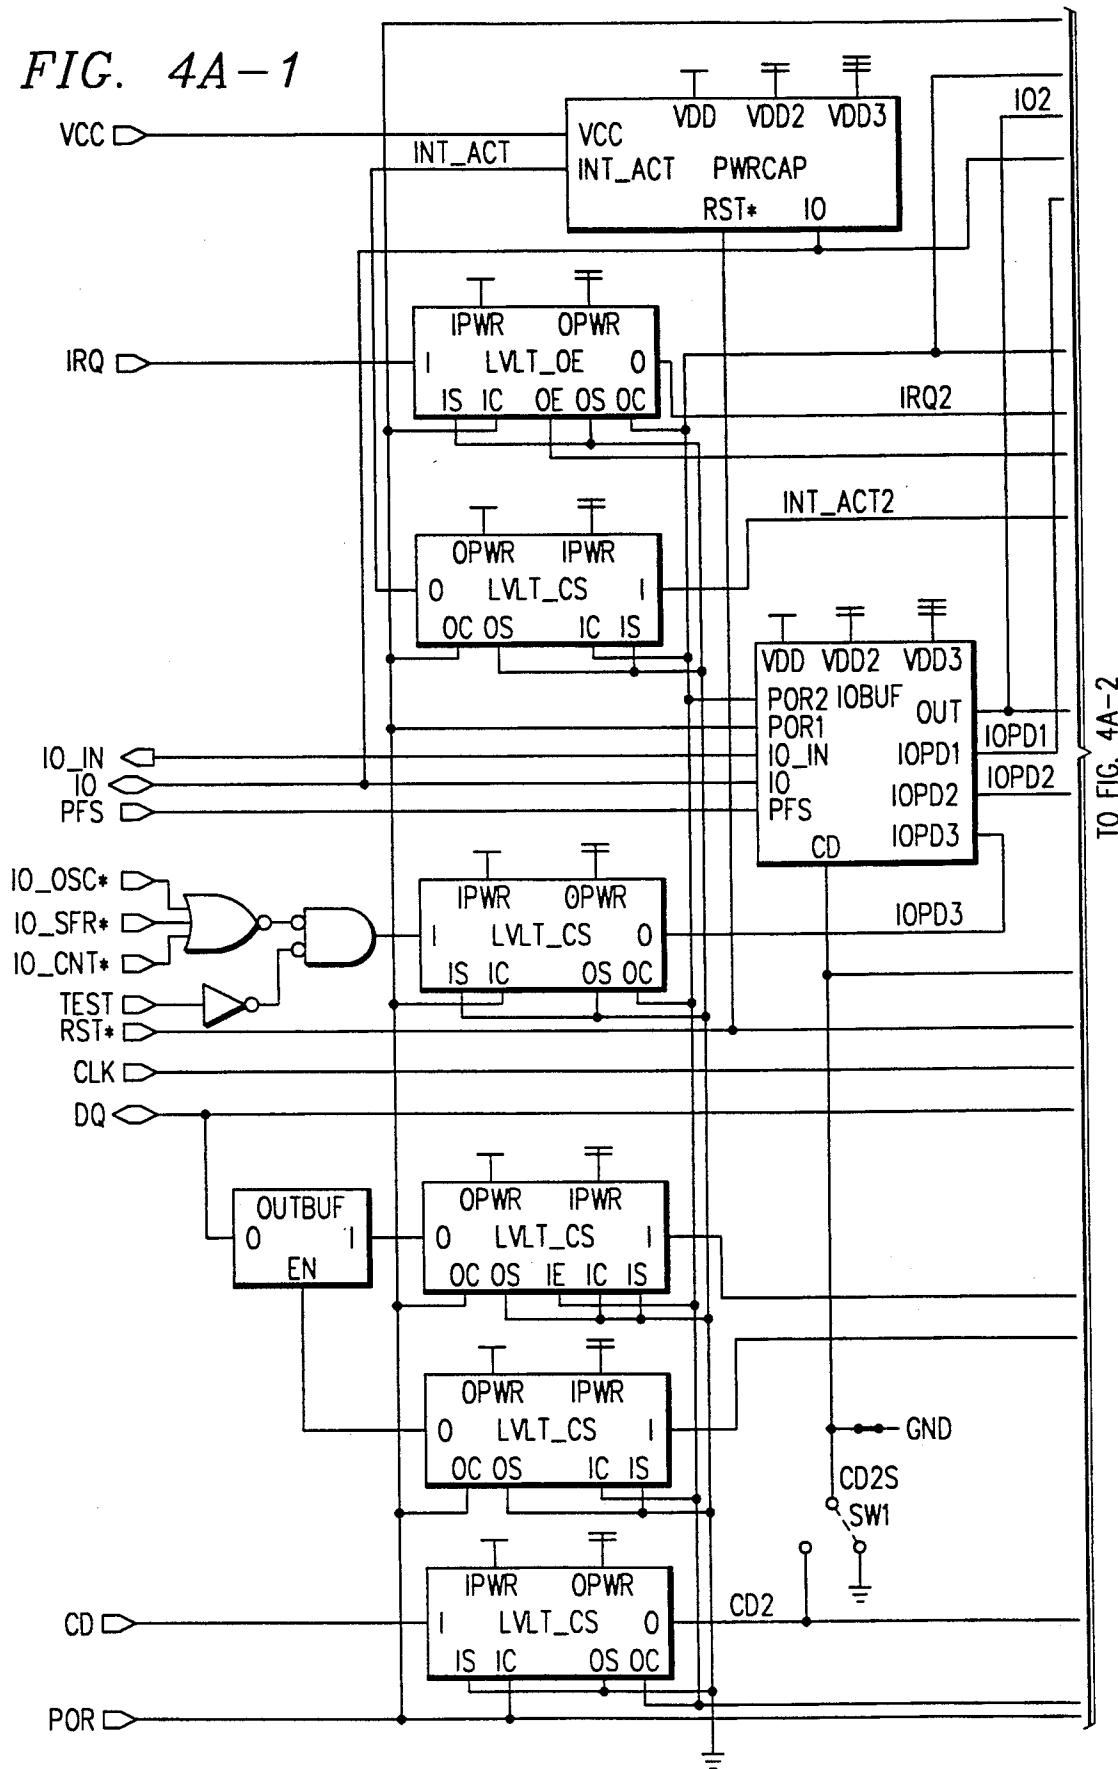 FIG. 4A-1
IO2
VDD VDD2 VDD3
VCC
VCC
INT_ACT
INT_ACT PWRCAP
RST* IO
IPWR OPWR
IRQ
I LVLT_OE O
IRQ2
IS IC OE OS OC
INT_ACT2
OPWR IPWR
O LVLT_CS I
OC OS IC IS
VDD VDD2 VDD3
POR2 IOBUF OUT
POR1
IO_IN
IO_IN
IOPD1
IOPD1
IO
IO
IOPD2
IOPD2
PFS
PFS
IOPD3
CD
TO FIG. 4A-2
IO_OSC*
IPWR OPWR
IO_SFR*
IOPD3
I LVLT_CS O
IO_CNT*
IS IC OS OC
TEST
RST*
CLK
DQ
OPWR IPWR
OUTBUF
O I
O LVLT_CS I
EN
OC OS IE IC IS
OPWR IPWR
O LVLT_CS I
GND
OC OS IC IS
CD2S
SW1
IPWR OPWR
CD
I LVLT_CS O
CD2
IS IC OS OC
POR